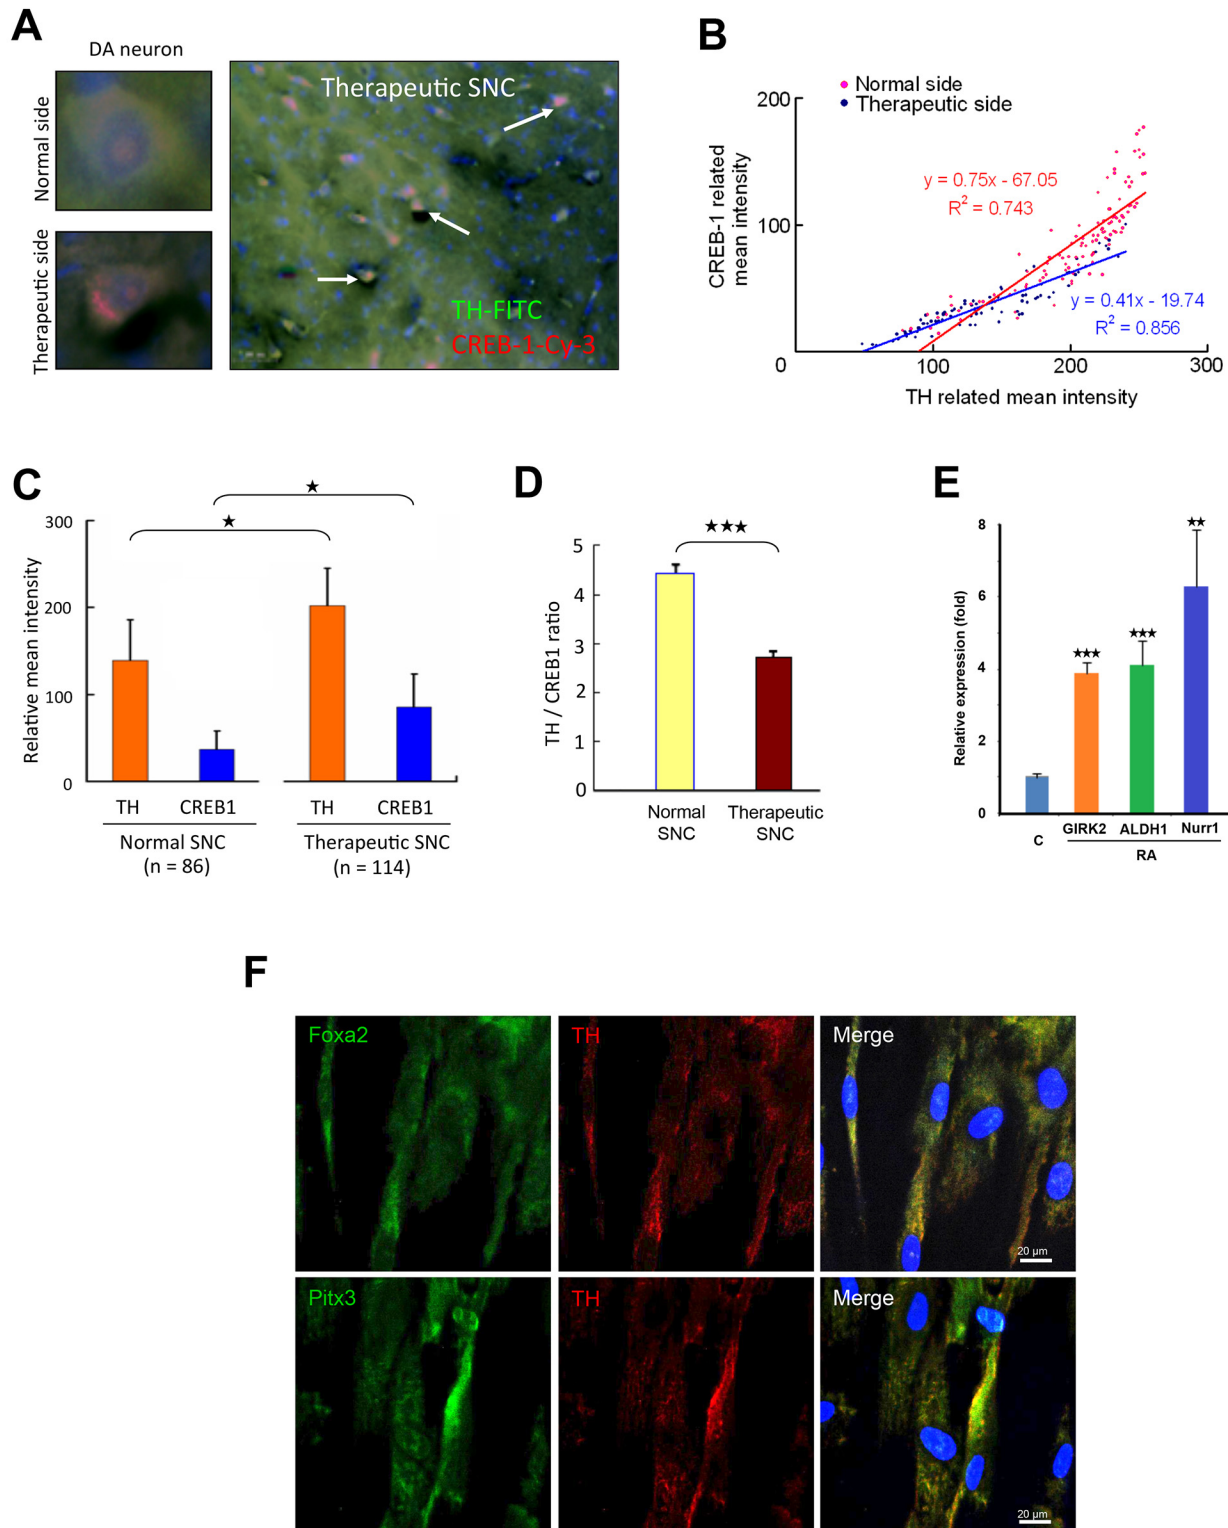 A
DA neuron
Normal side
Therapeutic side
Therapeutic SNC
TH-FITC
CREB-1-Cy-3
B
Normal side
Therapeutic side
200
100
0
100
200
300
CREB-1 related
mean intensity
y = 0.75x - 67.05
R² = 0.743
y = 0.41x - 19.74
R² = 0.856
TH related mean intensity
C
★
★
300
200
100
0
Relative mean intensity
TH
CREB1
TH
CREB1
Normal SNC
(n = 86)
Therapeutic SNC
(n = 114)
D
★★★
5
4
3
2
1
0
TH / CREB1 ratio
Normal
SNC
Therapeutic
SNC
E
8
6
4
2
0
Relative expression (fold)
★★★
★★★
★★
C
GIRK2
ALDH1
Nurr1
RA
F
Foxa2
TH
Merge
20 µm
Pitx3
TH
Merge
20 µm